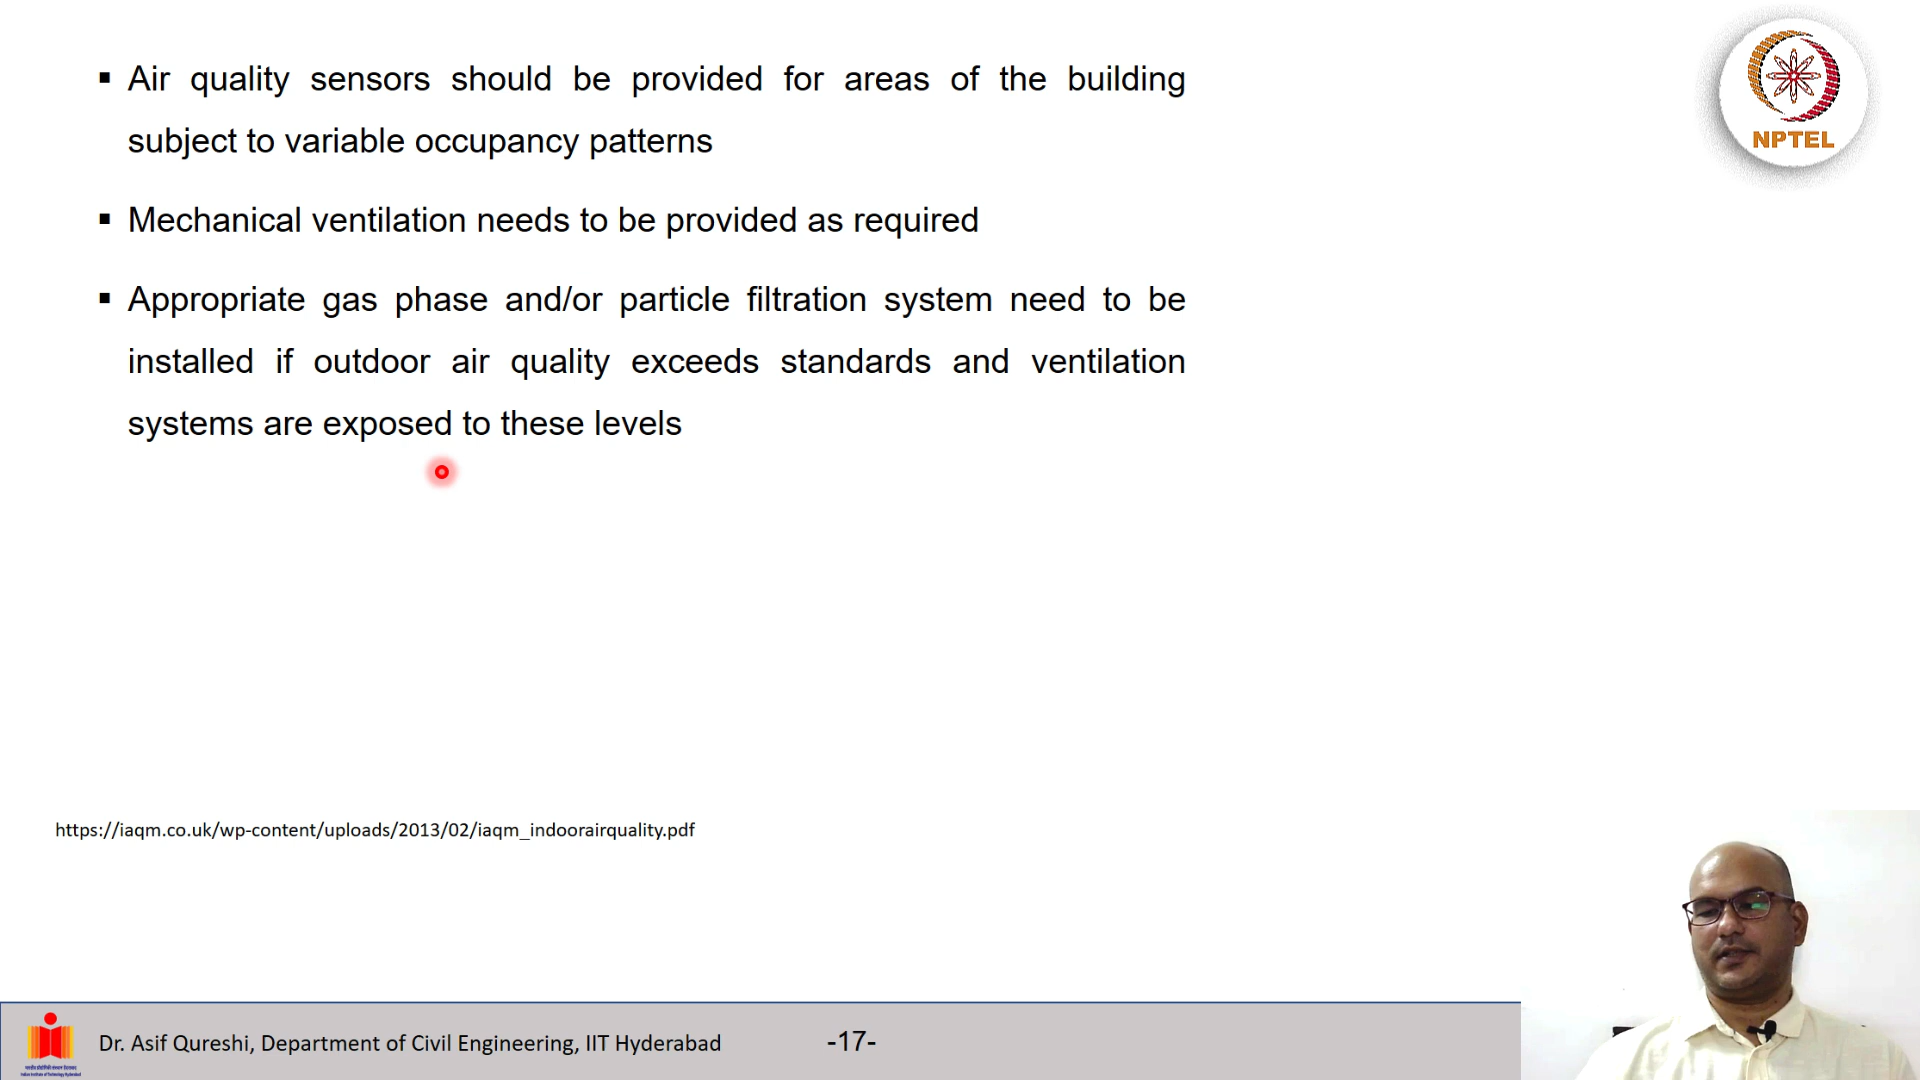 ▪ Air quality sensors should be provided for areas of the building
subject to variable occupancy patterns
▪ Mechanical ventilation needs to be provided as required
▪ Appropriate gas phase and/or particle filtration system need to be
installed if outdoor air quality exceeds standards and ventilation
systems are exposed to these levels
NPTEL
https://iaqm.co.uk/wp-content/uploads/2013/02/iaqm_indoorairquality.pdf
Dr. Asif Qureshi, Department of Civil Engineering, IIT Hyderabad
-17-